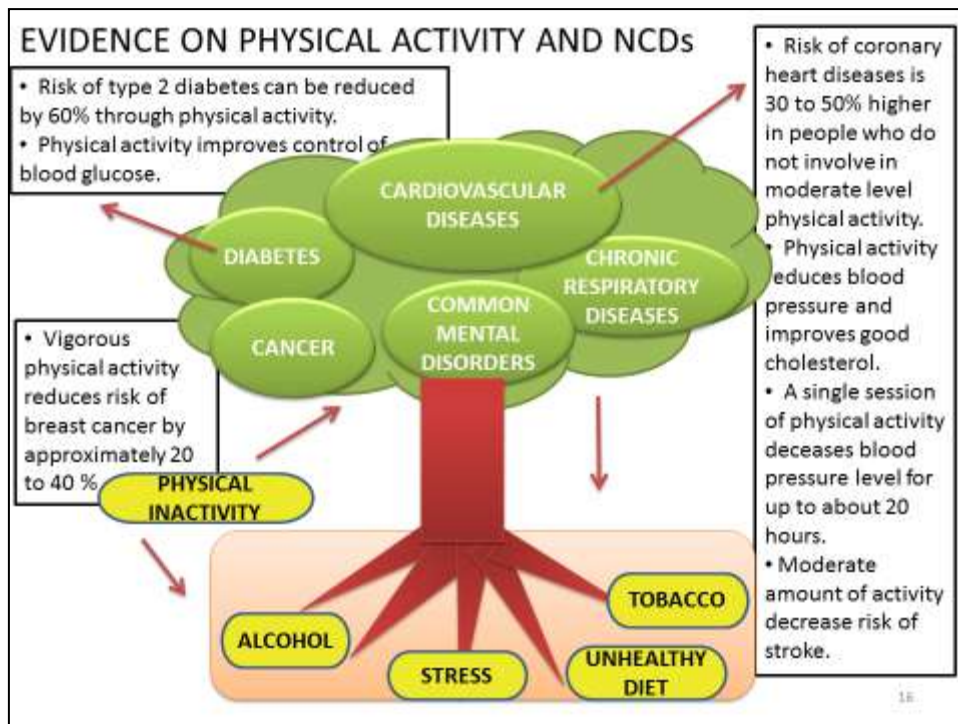 EVIDENCE ON PHYSICAL ACTIVITY AND NCDs
• Risk of type 2 diabetes can be reduced
by 60% through physical activity.
• Physical activity improves control of
blood glucose.
CARDIOVASCULAR
DISEASES
DIABETES
CHRONIC
RESPIRATORY
DISEASES
COMMON
MENTAL
DISORDERS
CANCER
• Vigorous
physical activity
reduces risk of
breast cancer by
approximately 20
to 40 %
PHYSICAL
INACTIVITY
ALCOHOL
STRESS
UNHEALTHY
DIET
TOBACCO
• Risk of coronary
heart diseases is
30 to 50% higher
in people who do
not involve in
moderate level
physical activity.
• Physical activity
reduces blood
pressure and
improves good
cholesterol.
• A single session
of physical activity
deceases blood
pressure level for
up to about 20
hours.
• Moderate
amount of activity
decrease risk of
stroke.
16